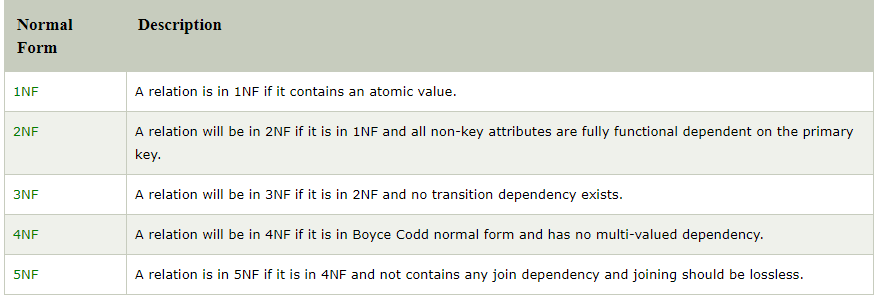 Normal Form
Description
1NF
A relation is in 1NF if it contains an atomic value.
2NF
A relation will be in 2NF if it is in 1NF and all non-key attributes are fully functional dependent on the primary
key.
3NF
A relation will be in 3NF if it is in 2NF and no transition dependency exists.
4NF
A relation will be in 4NF if it is in Boyce Codd normal form and has no multi-valued dependency.
5NF
A relation is in 5NF if it is in 4NF and not contains any join dependency and joining should be lossless.